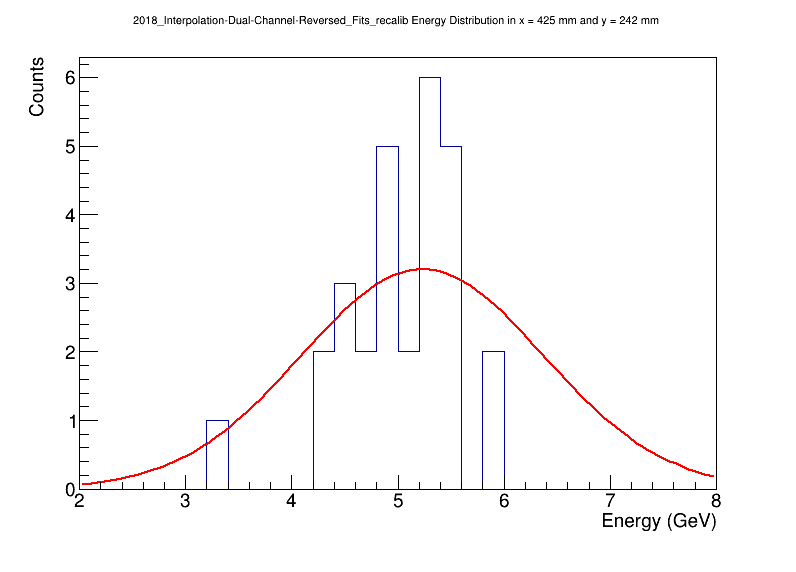 2018_Interpolation-Dual-Channel-Reversed_Fits_recalib Energy Distribution in x = 425 mm and y = 242 mm
Counts
6
5
4
3
2
1
0
2 3 4 5 6 7 8
Energy (GeV)